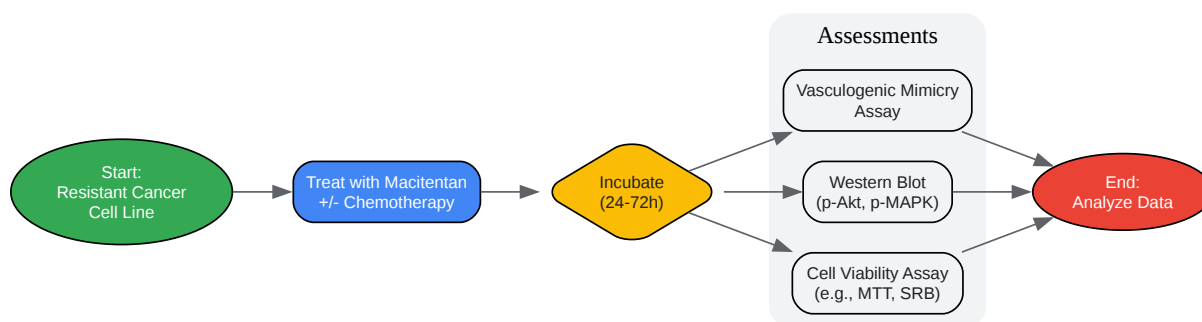 Start:
Resistant Cancer
Cell Line
Treat with Macitentan
+/- Chemotherapy
Incubate
(24-72h)
Assessments
Vasculogenic Mimicry
Assay
Western Blot
(p-Akt, p-MAPK)
Cell Viability Assay
(e.g., MTT, SRB)
End:
Analyze Data